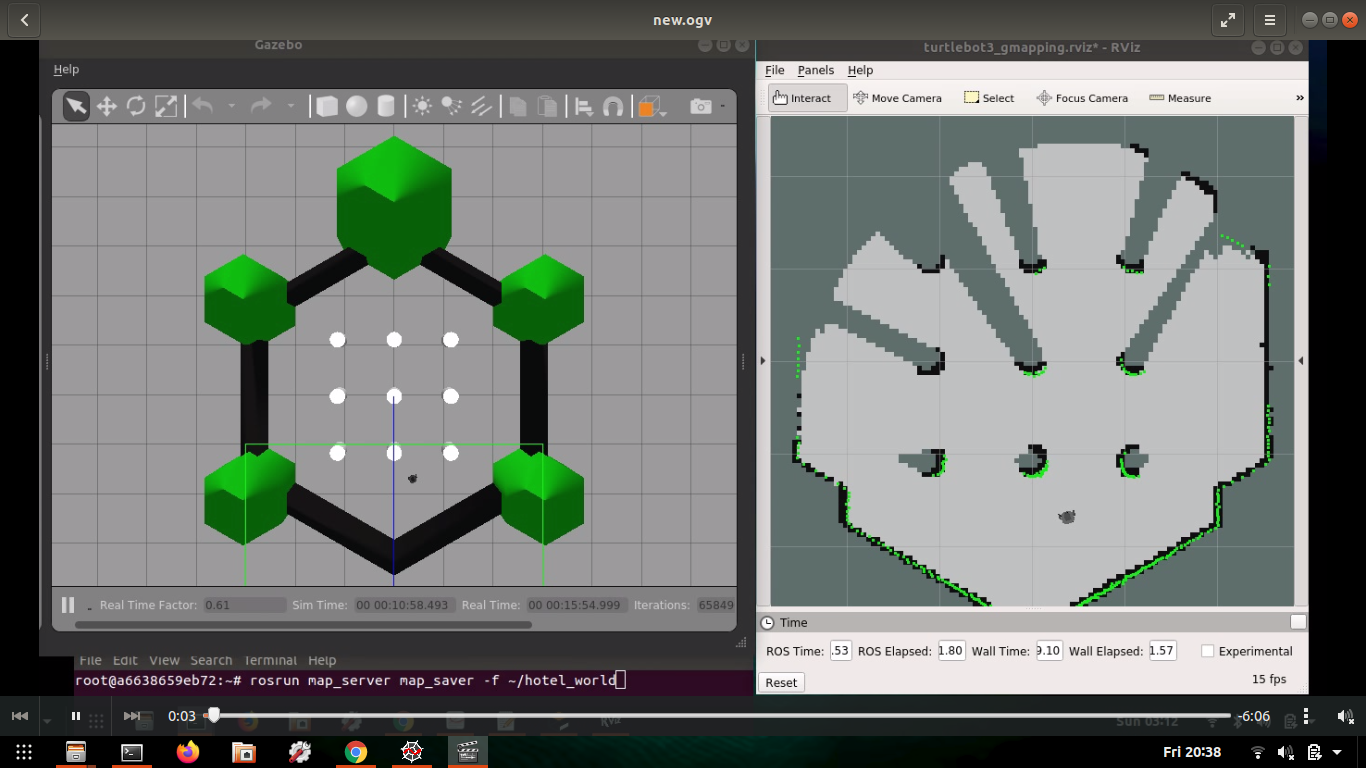 new.ogv
Gazebo
Help
Real Time Factor: 0.61 Sim Time: 00 00:10:58.493 Real Time: 00 00:15:54.999 Iterations: 65849
turtlebot3_gmapping.rviz* - RViz
File Panels Help
Interact Move Camera Select Focus Camera Measure »
Time
ROS Time: .53 ROS Elapsed: 1.80 Wall Time: 9.10 Wall Elapsed: 1.57 Experimental
Reset 15 fps
File Edit View Search Terminal Help
root@a6638659eb72:~# rosrun map_server map_saver -f ~/hotel_world
0:03 -6:06
RViz Sun 03:12
Fri 20:38